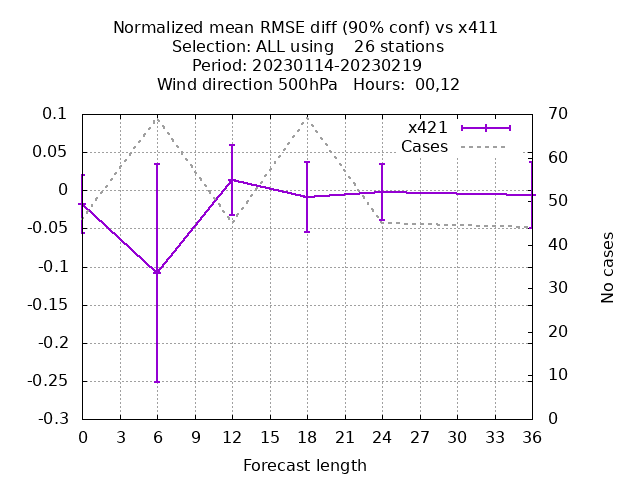 Normalized mean RMSE diff (90% conf) vs x411
Selection: ALL using    26 stations
Period: 20230114-20230219
Wind direction 500hPa   Hours:  00,12
0.1
0.05
0
-0.05
-0.1
-0.15
-0.2
-0.25
-0.3
x421
Cases
70
60
50
40
30
20
10
0
No cases
0 3 6 9 12 15 18 21 24 27 30 33 36
Forecast length